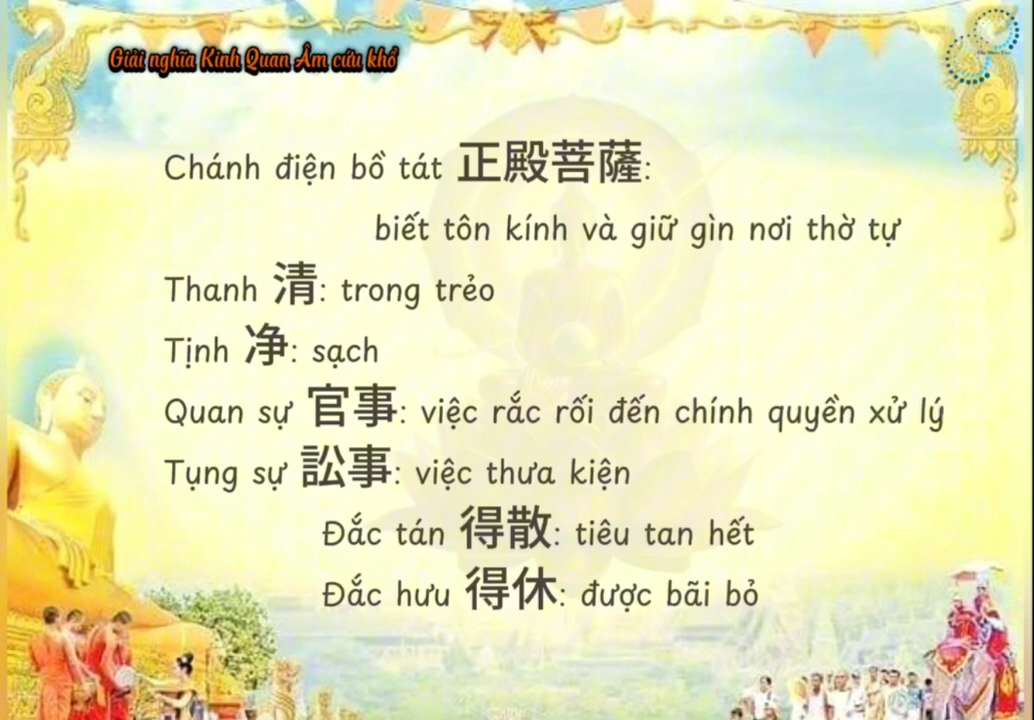 Giải nghĩa Kinh Quan Âm cứu khổ
Chánh điện bồ tát 正殿菩薩:
biết tôn kính và giữ gìn nơi thờ tự
Thanh 清: trong trẻo
Tịnh 净: sạch
Quan sự 官事: việc rắc rối đến chính quyền xử lý
Tụng sự 訟事: việc thưa kiện
Đắc tán 得散: tiêu tan hết
Đắc hưu 得休: được bãi bỏ